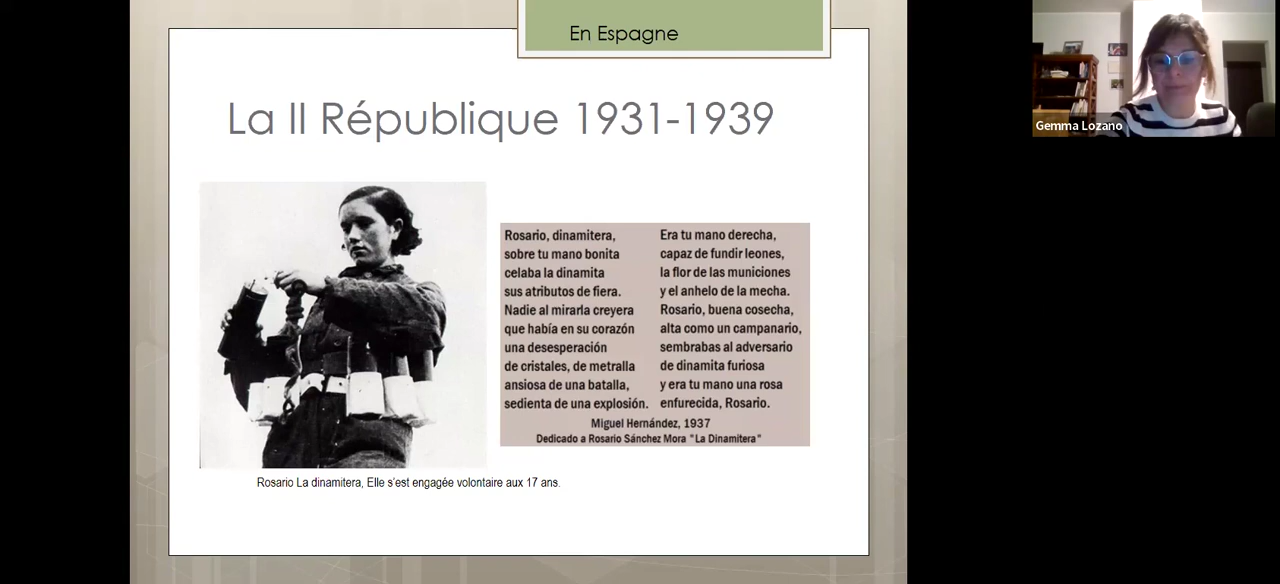 En Espagne
La II République 1931-1939
Rosario, dinamitera,
sobre tu mano bonita
celaba la dinamita
sus atributos de fiera.
Nadie al mirarla creyera
que había en su corazón
una desesperación
de cristales, de metralla
ansiosa de una batalla,
sedienta de una explosión.
Era tu mano derecha,
capaz de fundir leones,
la flor de las municiones
y el anhelo de la mecha.
Rosario, buena cosecha,
alta como un campanario,
sembrabas al adversario
de dinamita furiosa
y era tu mano una rosa
enfurecida, Rosario.
Miguel Hernández, 1937
Dedicado a Rosario Sánchez Mora "La Dinamitera"
Rosario La dinamitera, Elle s'est engagée volontaire aux 17 ans.
Gemma Lozano